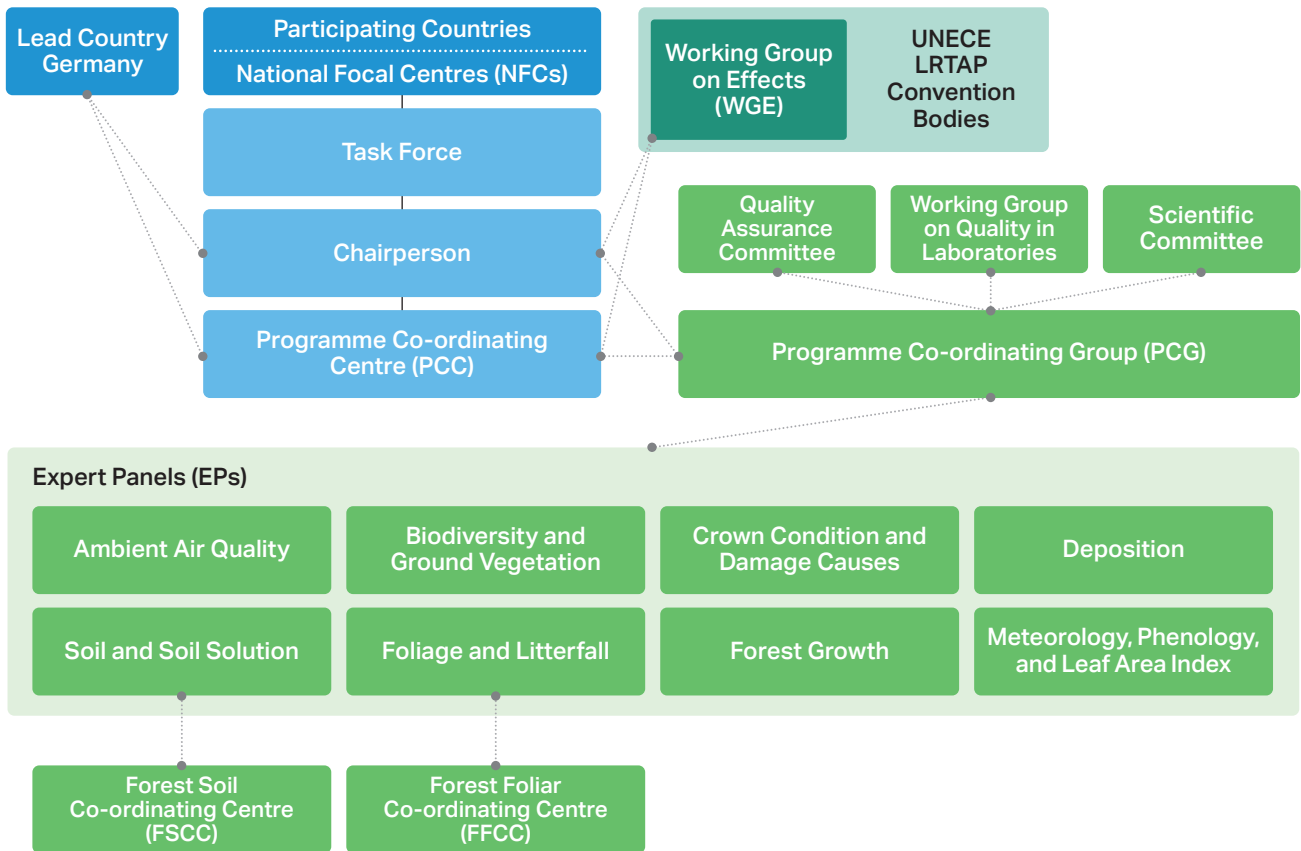 Lead Country
Germany
Participating Countries
National Focal Centres (NFCs)
Task Force
Chairperson
Programme Co-ordinating
Centre (PCC)
Working Group
on Effects
(WGE)
UNECE
LRTAP
Convention
Bodies
Quality
Assurance
Committee
Working Group
on Quality in
Laboratories
Scientific
Committee
Programme Co-ordinating Group (PCG)
Expert Panels (EPs)
Ambient Air Quality
Biodiversity and
Ground Vegetation
Crown Condition and
Damage Causes
Deposition
Soil and Soil Solution
Foliage and Litterfall
Forest Growth
Meteorology, Phenology,
and Leaf Area Index
Forest Soil
Co-ordinating Centre
(FSCC)
Forest Foliar
Co-ordinating Centre
(FFCC)